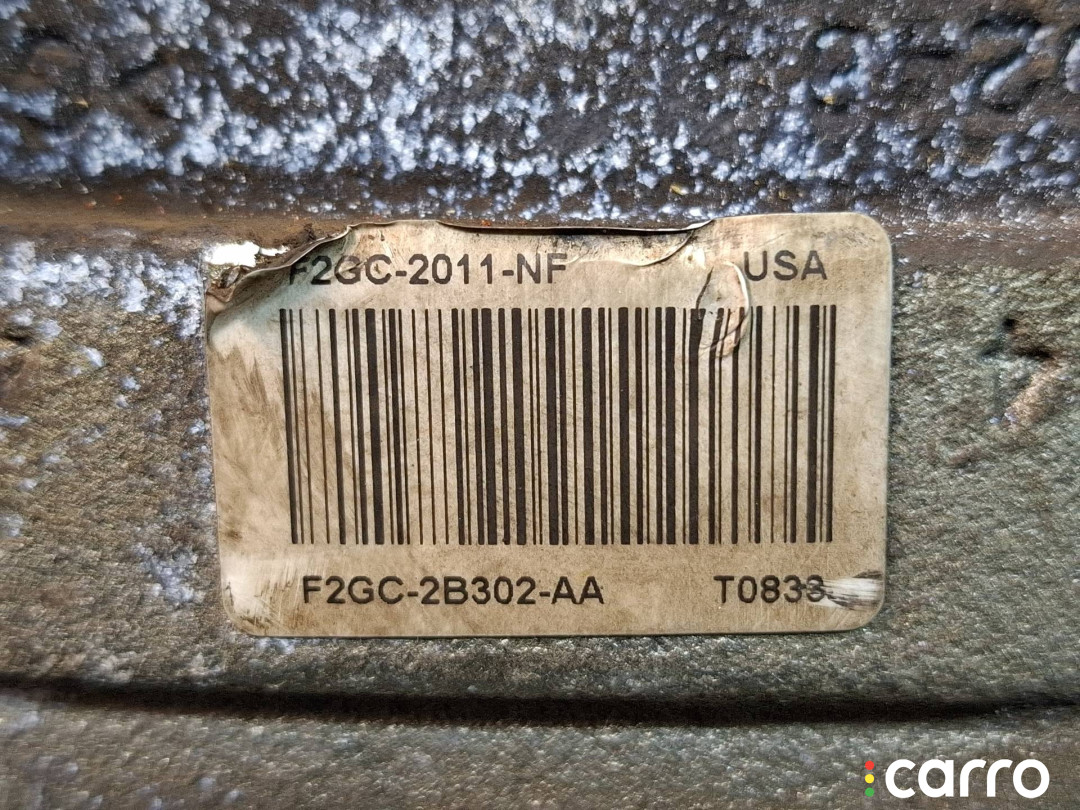 F2GC-2011-NF USA
F2GC-2B302-AA T0833
carro